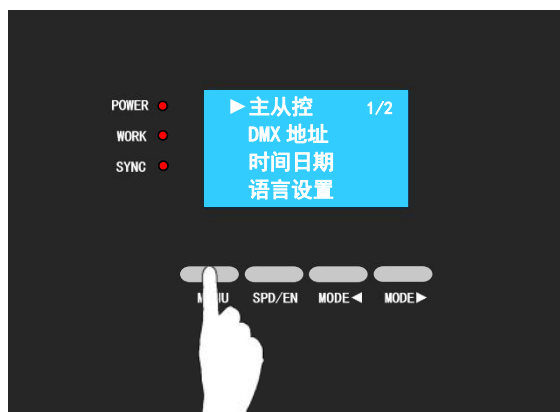 POWER
WORK
SYNC
▶主从控 1/2
DMX 地址
时间日期
语言设置
SPD/EN MODE◀ MODE▶